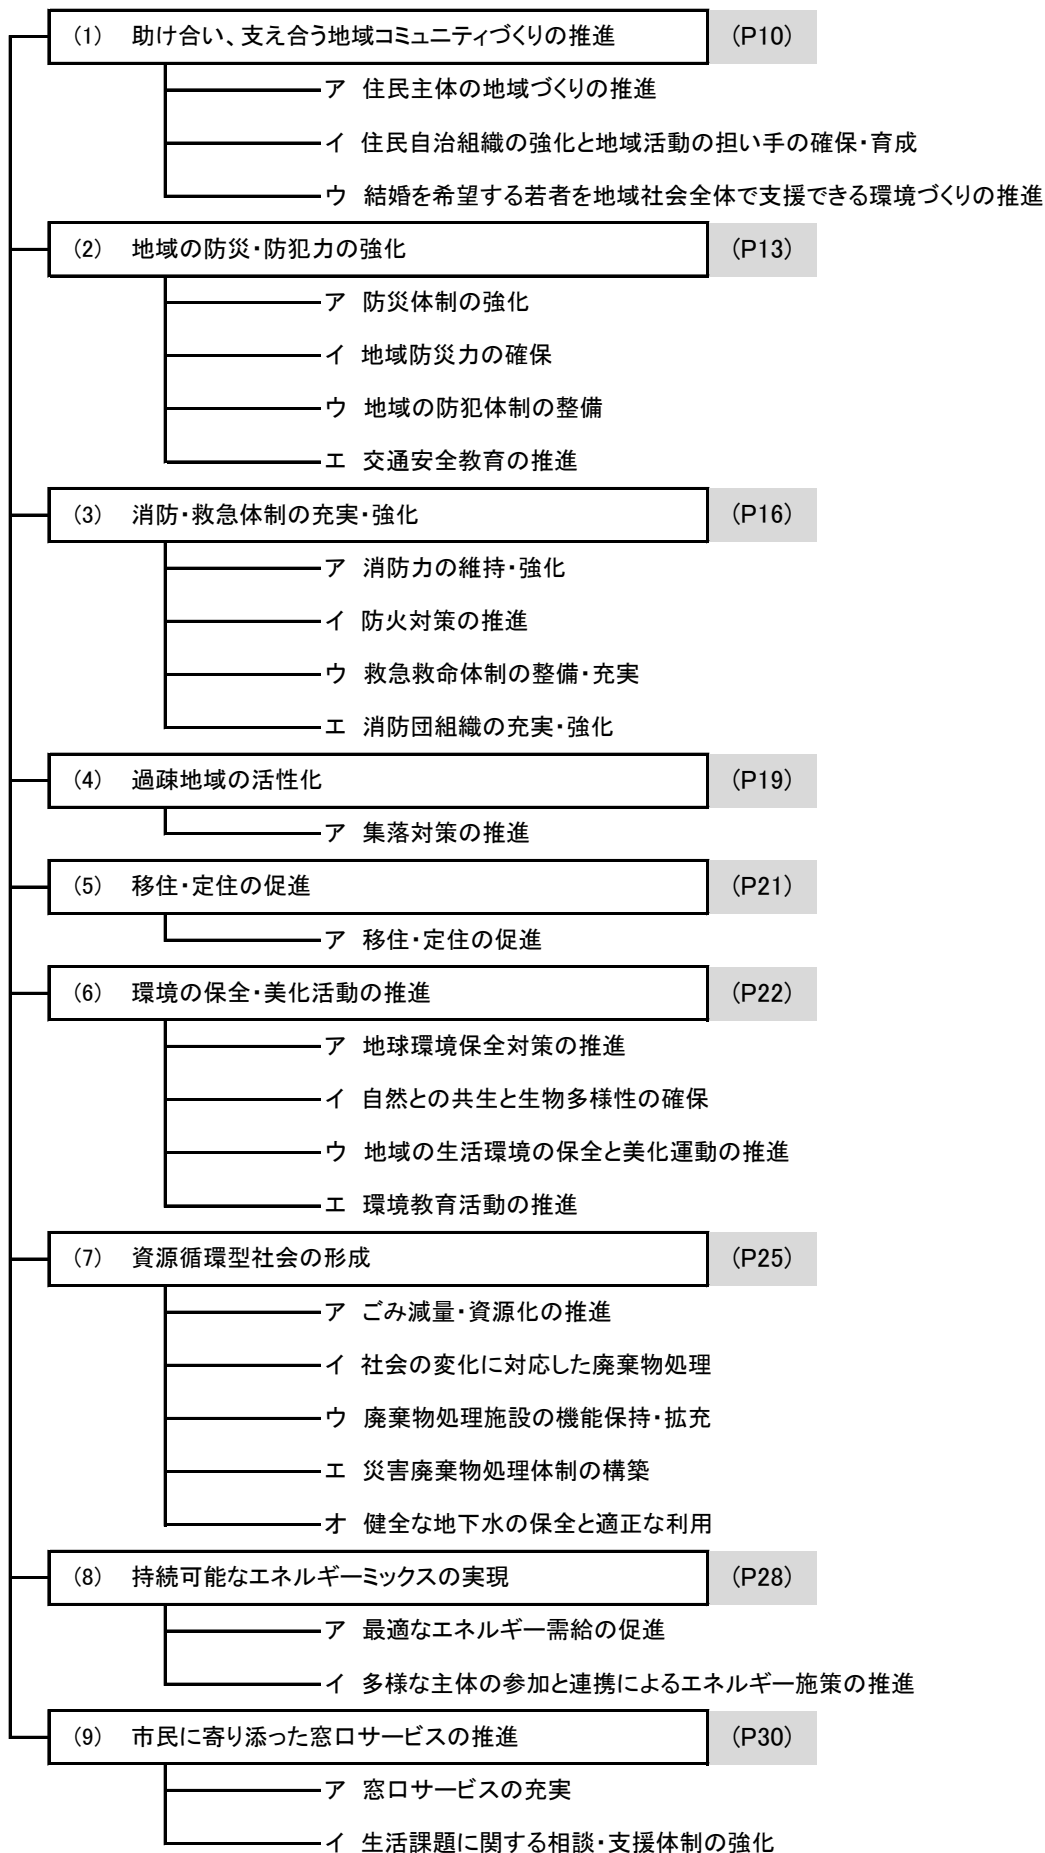 (1) 助け合い、支え合う地域コミュニティづくりの推進 (P10)
ア 住民主体の地域づくりの推進
イ 住民自治組織の強化と地域活動の担い手の確保・育成
ウ 結婚を希望する若者を地域社会全体で支援できる環境づくりの推進
(2) 地域の防災・防犯力の強化 (P13)
ア 防災体制の強化
イ 地域防災力の確保
ウ 地域の防犯体制の整備
エ 交通安全教育の推進
(3) 消防・救急体制の充実・強化 (P16)
ア 消防力の維持・強化
イ 防火対策の推進
ウ 救急救命体制の整備・充実
エ 消防団組織の充実・強化
(4) 過疎地域の活性化 (P19)
ア 集落対策の推進
(5) 移住・定住の促進 (P21)
ア 移住・定住の促進
(6) 環境の保全・美化活動の推進 (P22)
ア 地球環境保全対策の推進
イ 自然との共生と生物多様性の確保
ウ 地域の生活環境の保全と美化運動の推進
エ 環境教育活動の推進
(7) 資源循環型社会の形成 (P25)
ア ごみ減量・資源化の推進
イ 社会の変化に対応した廃棄物処理
ウ 廃棄物処理施設の機能保持・拡充
エ 災害廃棄物処理体制の構築
オ 健全な地下水の保全と適正な利用
(8) 持続可能なエネルギーミックスの実現 (P28)
ア 最適なエネルギー需給の促進
イ 多様な主体の参加と連携によるエネルギー施策の推進
(9) 市民に寄り添った窓口サービスの推進 (P30)
ア 窓口サービスの充実
イ 生活課題に関する相談・支援体制の強化